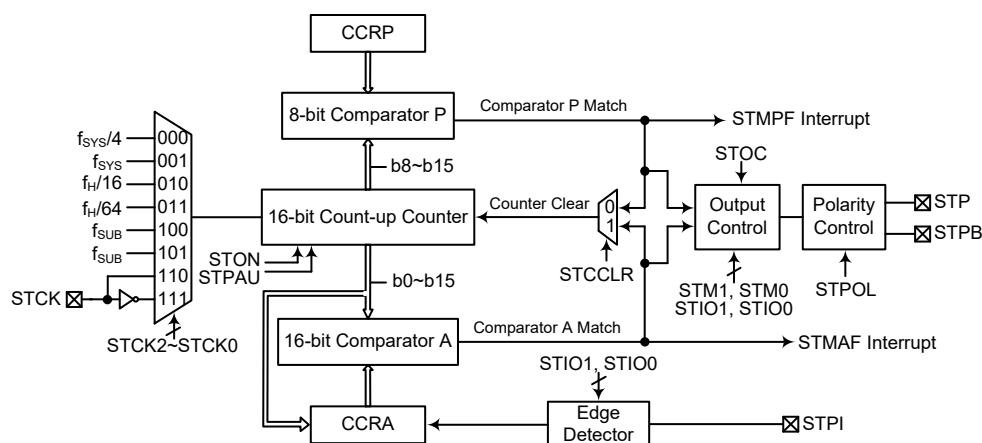 CCRP
8-bit Comparator P
Comparator P Match
STMPF Interrupt
b8~b15
STOC
fSYS/4
000
fSYS
001
fH/16
010
fH/64
011
fSUB
100
fSUB
101
110
111
STCK
STCK2~STCK0
16-bit Count-up Counter
Counter Clear
0
1
STCCLR
Output
Control
Polarity
Control
STP
STPB
STON
STPAU
b0~b15
STM1, STM0
STIO1, STIO0
STPOL
16-bit Comparator A
Comparator A Match
STMAF Interrupt
STIO1, STIO0
CCRA
Edge
Detector
STPI